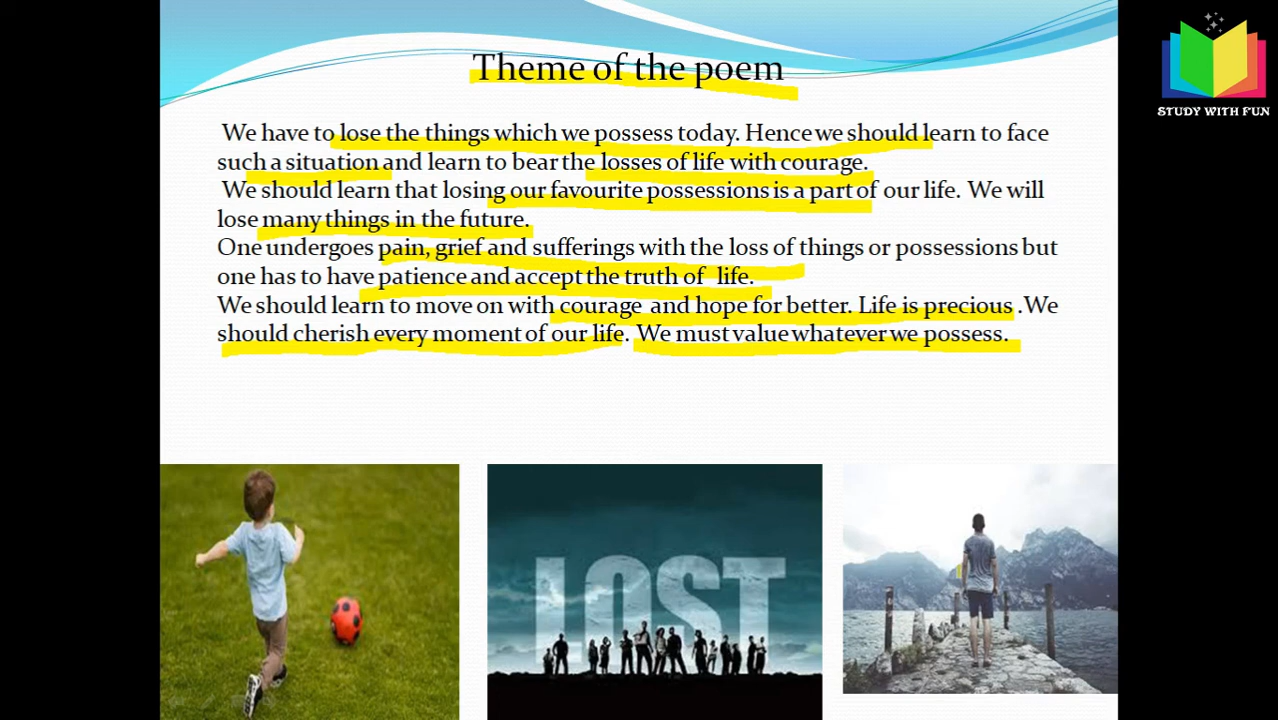 Theme of the poem
STUDY WITH FUN
We have to lose the things which we possess today. Hence we should learn to face
such a situation and learn to bear the losses of life with courage.
We should learn that losing our favourite possessions is a part of our life. We will
lose many things in the future.
One undergoes pain, grief and sufferings with the loss of things or possessions but
one has to have patience and accept the truth of life.
We should learn to move on with courage and hope for better. Life is precious .We
should cherish every moment of our life. We must value whatever we possess.
LOST